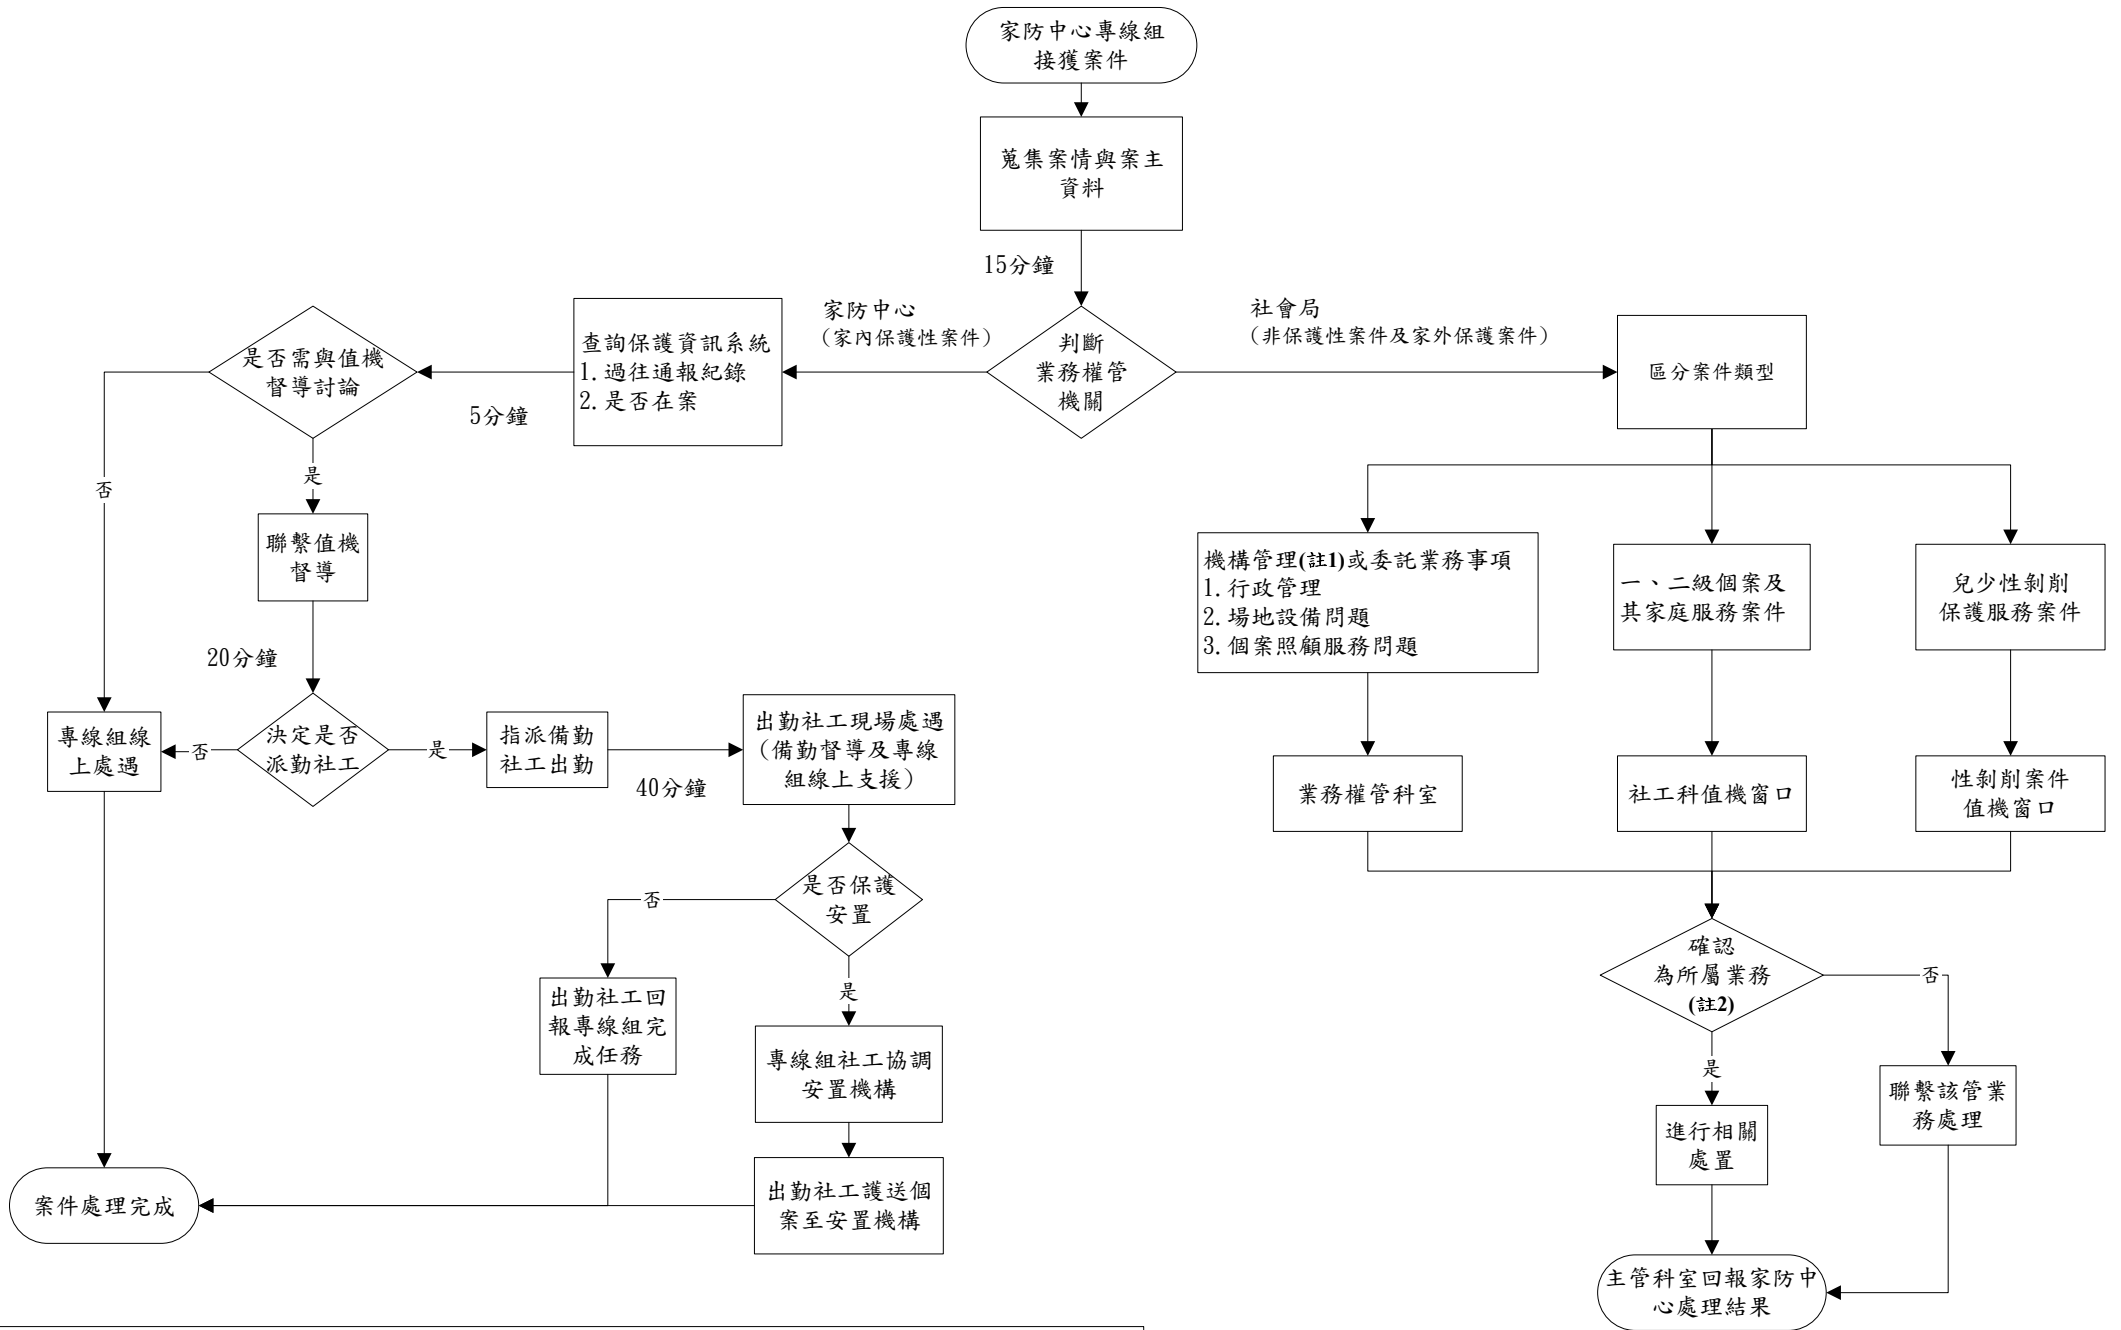 家防中心專線組
接獲案件
蒐集案情與案主
資料
15分鐘
家防中心
（家內保護性案件）
社會局
（非保護性案件及家外保護案件）
判斷
業務權管
機關
查詢保護資訊系統
1.過往通報紀錄
2.是否在案
5分鐘
是否需與值機
督導討論
否
是
聯繫值機
督導
20分鐘
決定是否
派勤社工
否
是
專線組線
上處遇
指派備勤
社工出勤
40分鐘
出勤社工現場處遇
（備勤督導及專線
組線上支援）
是否保護
安置
否
是
出勤社工回
報專線組完
成任務
專線組社工協調
安置機構
出勤社工護送個
案至安置機構
案件處理完成
區分案件類型
機構管理(註1)或委託業務事項
1.行政管理
2.場地設備問題
3.個案照顧服務問題
一、二級個案及
其家庭服務案件
兒少性剝削
保護服務案件
業務權管科室
社工科值機窗口
性剝削案件
值機窗口
確認
為所屬業務
(註2)
否
是
進行相關
處置
聯繫該管業
務處理
主管科室回報家防中
心處理結果